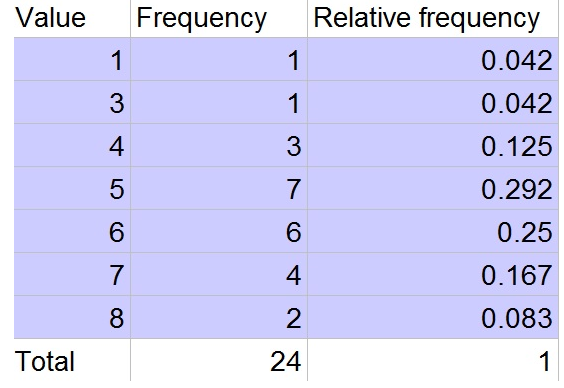 Value Frequency Relative frequency
1 1 0.042
3 1 0.042
4 3 0.125
5 7 0.292
6 6 0.25
7 4 0.167
8 2 0.083
Total 24 1